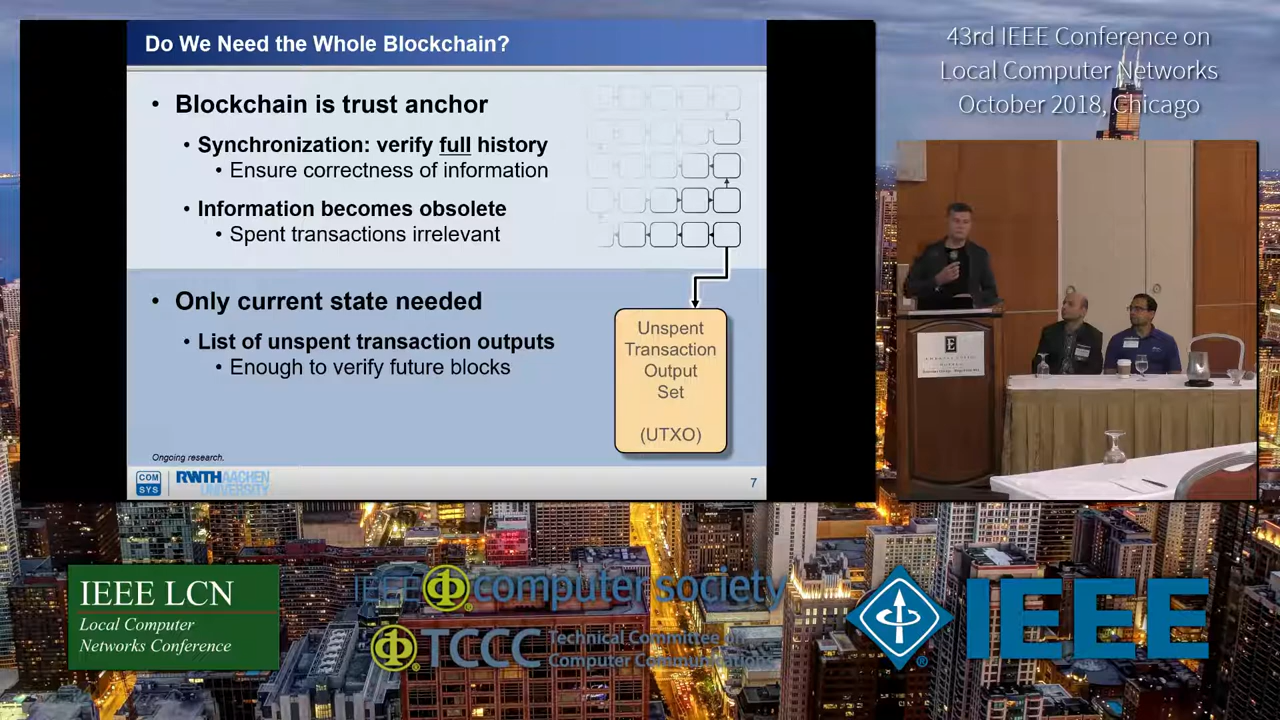 Do We Need the Whole Blockchain?
• Blockchain is trust anchor
• Synchronization: verify full history
• Ensure correctness of information
• Information becomes obsolete
• Spent transactions irrelevant
• Only current state needed
• List of unspent transaction outputs
• Enough to verify future blocks
Unspent
Transaction
Output
Set
(UTXO)
Ongoing research.
COM
SYS
RWTHAACHEN
UNIVERSITY
7
43rd IEEE Conference on
Local Computer Networks
October 2018, Chicago
E
IEEE LCN
Local Computer
Networks Conference
IEEE computer society
TCCC Technical Committee on
Computer Communications
IEEE